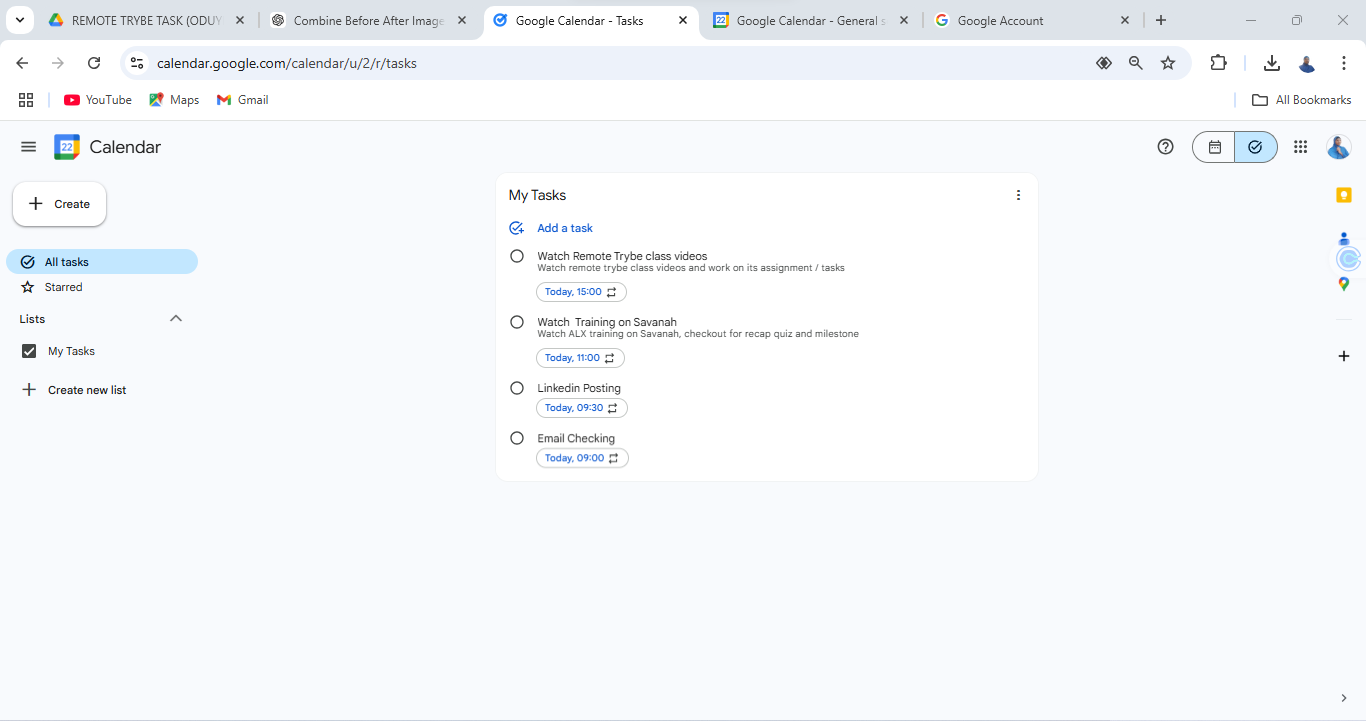 REMOTE TRYBE TASK (ODUY
Combine Before After Image
Google Calendar - Tasks
Google Calendar - General s
Google Account
calendar.google.com/calendar/u/2/r/tasks
YouTube
Maps
Gmail
All Bookmarks
22
Calendar
Create
All tasks
Starred
Lists
My Tasks
Create new list
My Tasks
Add a task
Watch Remote Trybe class videos
Watch remote trybe class videos and work on its assignment / tasks
Today, 15:00
Watch  Training on Savanah
Watch ALX training on Savanah, checkout for recap quiz and milestone
Today, 11:00
Linkedin Posting
Today, 09:30
Email Checking
Today, 09:00